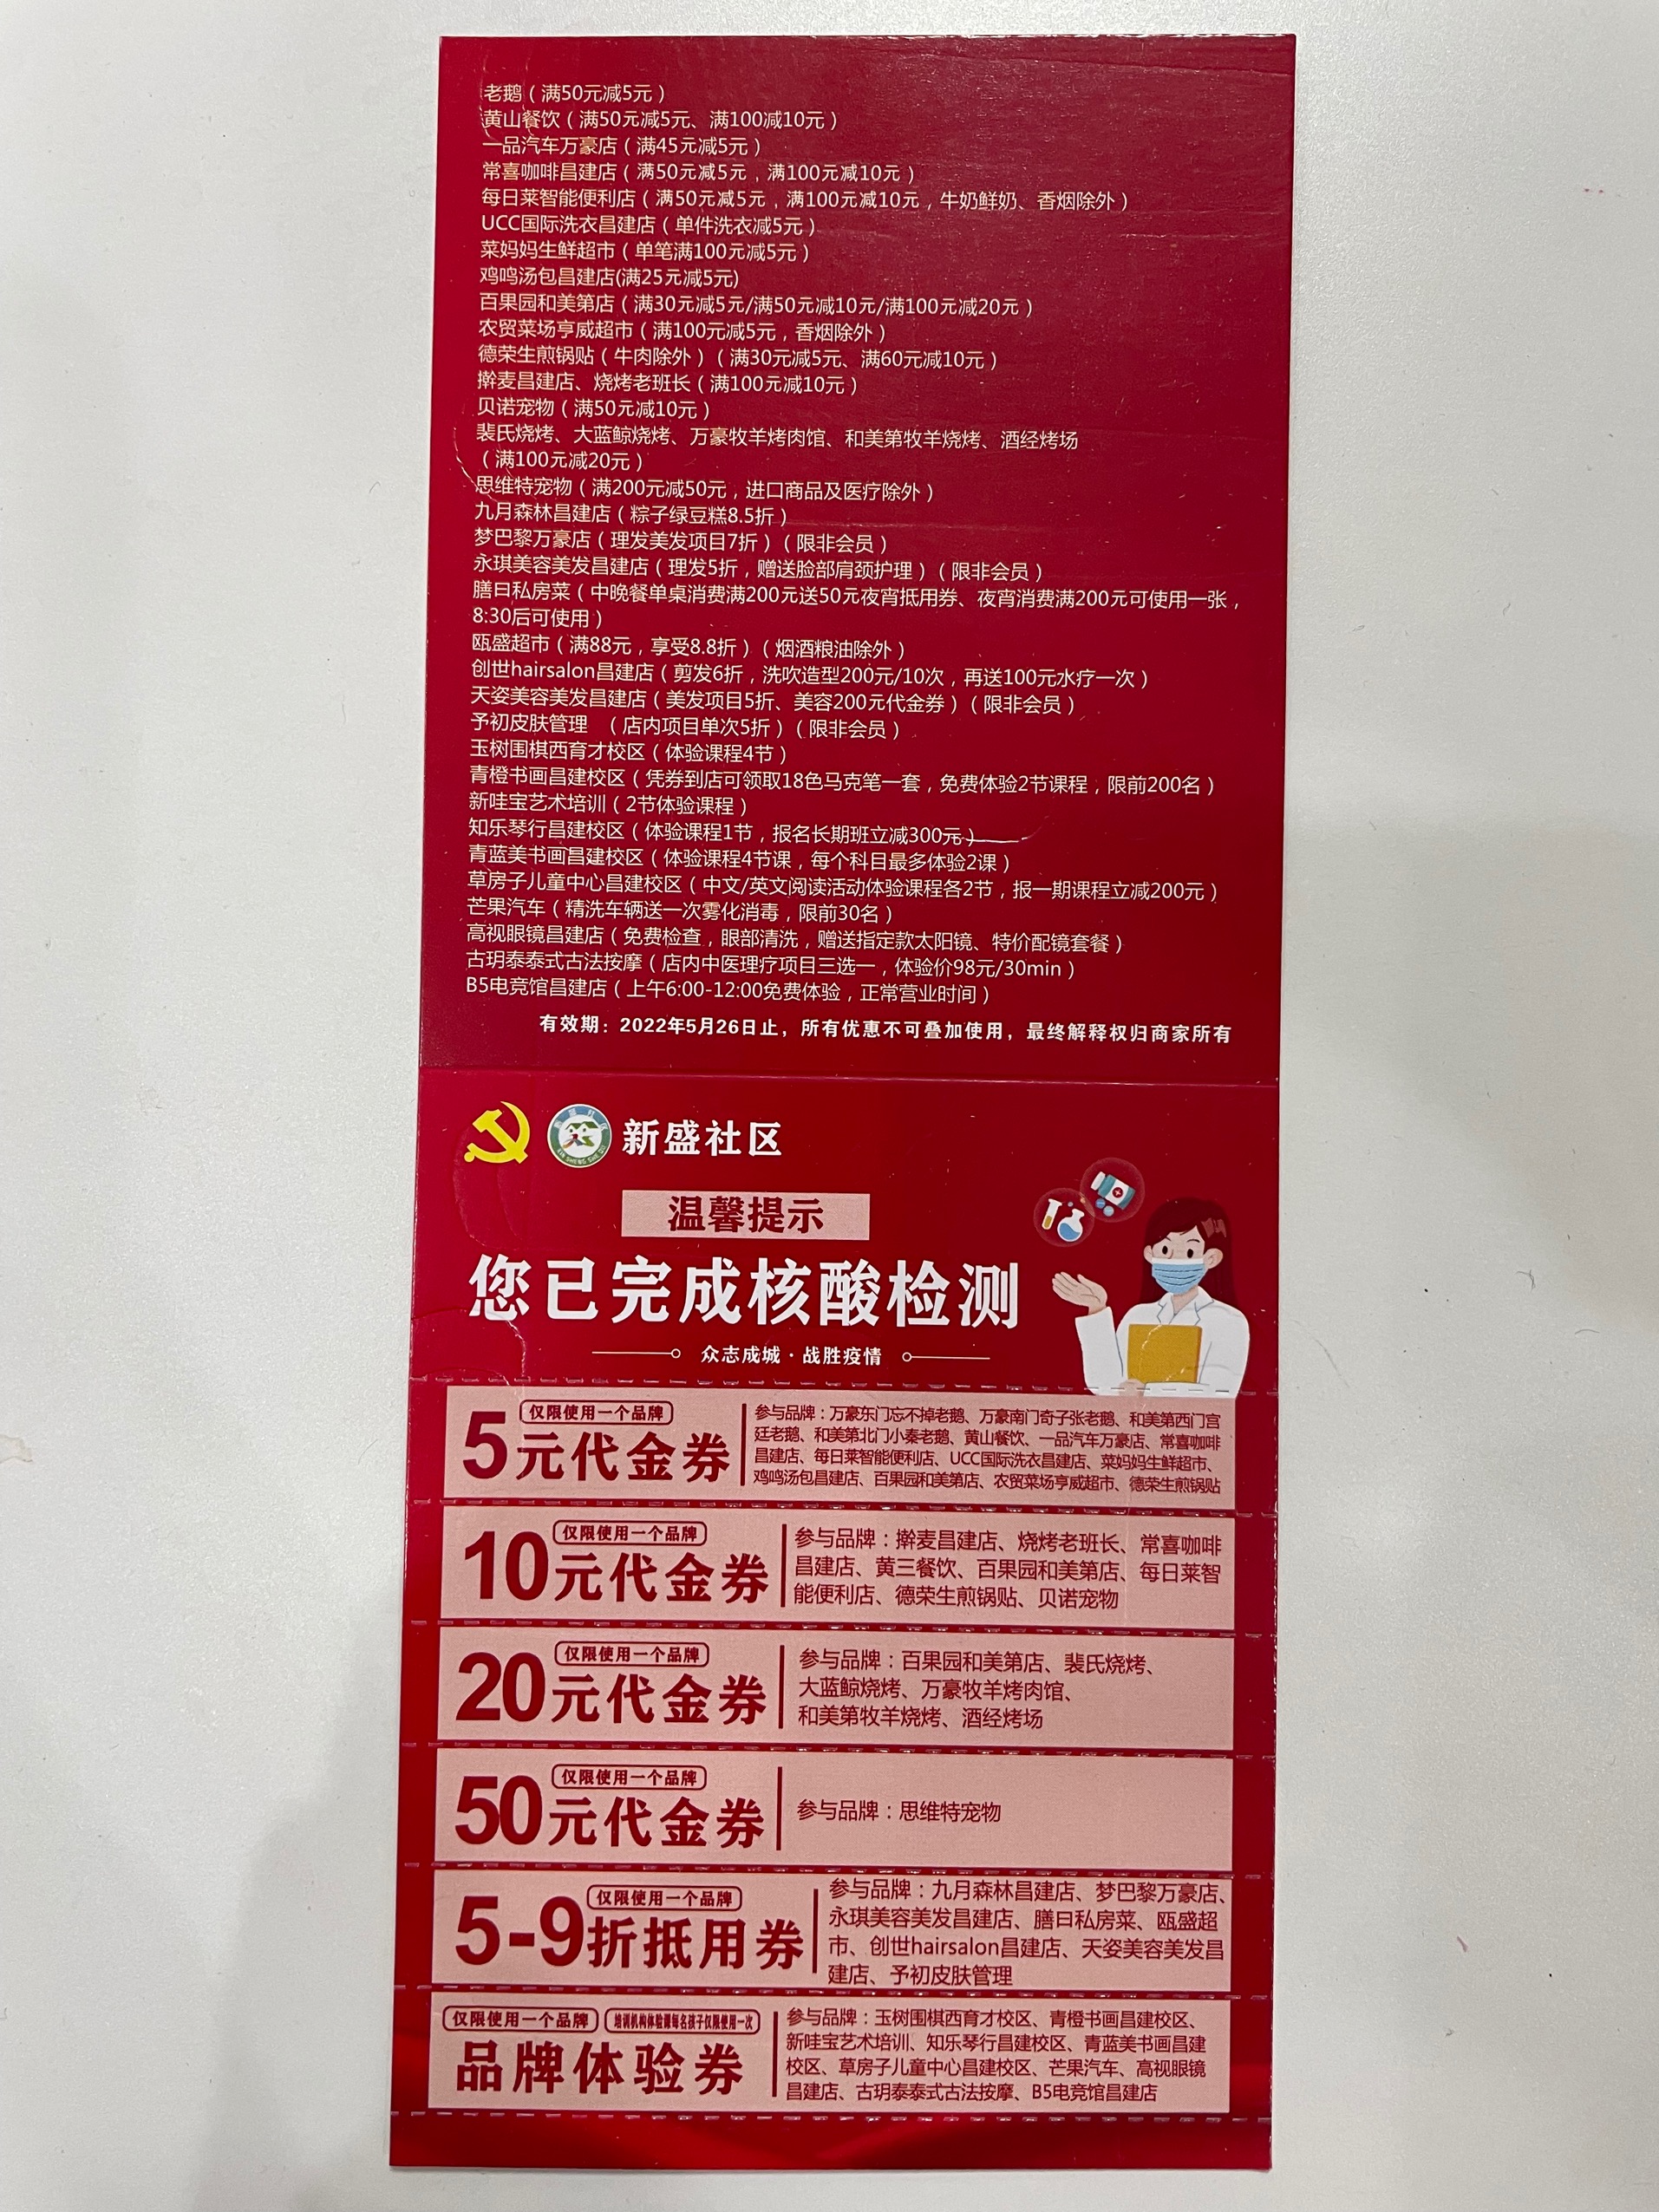 老鹅（满50元减5元）
黄山餐饮（满50元减5元、满100减10元）
一品汽车万豪店（满45元减5元）
常喜咖啡昌建店（满50元减5元，满100元减10元）
每日莱智能便利店（满50元减5元，满100元减10元，牛奶鲜奶、香烟除外）
UCC国际洗衣昌建店（单件洗衣减5元）
菜妈妈生鲜超市（单笔满100元减5元）
鸡鸣汤包昌建店(满25元减5元)
百果园和美第店（满30元减5元/满50元减10元/满100元减20元）
农贸菜场亨威超市（满100元减5元，香烟除外）
德荣生煎锅贴（牛肉除外）（满30元减5元、满60元减10元）
擀麦昌建店、烧烤老班长（满100元减10元）
贝诺宠物（满50元减10元）
裴氏烧烤、大蓝鲸烧烤、万豪牧羊烤肉馆、和美第牧羊烧烤、酒经烤场
（满100元减20元）
思维特宠物（满200元减50元，进口商品及医疗除外）
九月森林昌建店（粽子绿豆糕8.5折）
梦巴黎万豪店（理发美发项目7折）（限非会员）
永琪美容美发昌建店（理发5折，赠送脸部肩颈护理）（限非会员）
膳日私房菜（中晚餐单桌消费满200元送50元夜宵抵用券、夜宵消费满200元可使用一张，
8:30后可使用）
瓯盛超市（满88元，享受8.8折）（烟酒粮油除外）
创世hairsalon昌建店（剪发6折，洗吹造型200元/10次，再送100元水疗一次）
天姿美容美发昌建店（美发项目5折、美容200元代金券）（限非会员）
予初皮肤管理 （店内项目单次5折）（限非会员）
玉树围棋西育才校区（体验课程4节）
青橙书画昌建校区（凭券到店可领取18色马克笔一套，免费体验2节课程，限前200名）
新哇宝艺术培训（2节体验课程）
知乐琴行昌建校区（体验课程1节，报名长期班立减300元）
青蓝美书画昌建校区（体验课程4节课，每个科目最多体验2课）
草房子儿童中心昌建校区（中文/英文阅读活动体验课程各2节，报一期课程立减200元）
芒果汽车（精洗车辆送一次雾化消毒，限前30名）
高视眼镜昌建店（免费检查，眼部清洗，赠送指定款太阳镜、特价配镜套餐）
古玥泰泰式古法按摩（店内中医理疗项目三选一，体验价98元/30min）
B5电竞馆昌建店（上午6:00-12:00免费体验，正常营业时间）
有效期：2022年5月26日止，所有优惠不可叠加使用，最终解释权归商家所有
新盛社区
温馨提示
您已完成核酸检测
众志成城·战胜疫情
仅限使用一个品牌
5元代金券
参与品牌：万豪东门忘不掉老鹅、万豪南门奇子张老鹅、和美第西门宫
廷老鹅、和美第北门小秦老鹅、黄山餐饮、一品汽车万豪店、常喜咖啡
昌建店、每日莱智能便利店、UCC国际洗衣昌建店、菜妈妈生鲜超市、
鸡鸣汤包昌建店、百果园和美第店、农贸菜场亨威超市、德荣生煎锅贴
仅限使用一个品牌
10元代金券
参与品牌：擀麦昌建店、烧烤老班长、常喜咖啡
昌建店、黄三餐饮、百果园和美第店、每日莱智
能便利店、德荣生煎锅贴、贝诺宠物
仅限使用一个品牌
20元代金券
参与品牌：百果园和美第店、裴氏烧烤、
大蓝鲸烧烤、万豪牧羊烤肉馆、
和美第牧羊烧烤、酒经烤场
仅限使用一个品牌
50元代金券
参与品牌：思维特宠物
仅限使用一个品牌
5-9折抵用券
参与品牌：九月森林昌建店、梦巴黎万豪店、
永琪美容美发昌建店、膳日私房菜、瓯盛超
市、创世hairsalon昌建店、天姿美容美发昌
建店、予初皮肤管理
仅限使用一个品牌 培训机构体验课每名孩子仅限使用一次
品牌体验券
参与品牌：玉树围棋西育才校区、青橙书画昌建校区、
新哇宝艺术培训、知乐琴行昌建校区、青蓝美书画昌建
校区、草房子儿童中心昌建校区、芒果汽车、高视眼镜
昌建店、古玥泰泰式古法按摩、B5电竞馆昌建店